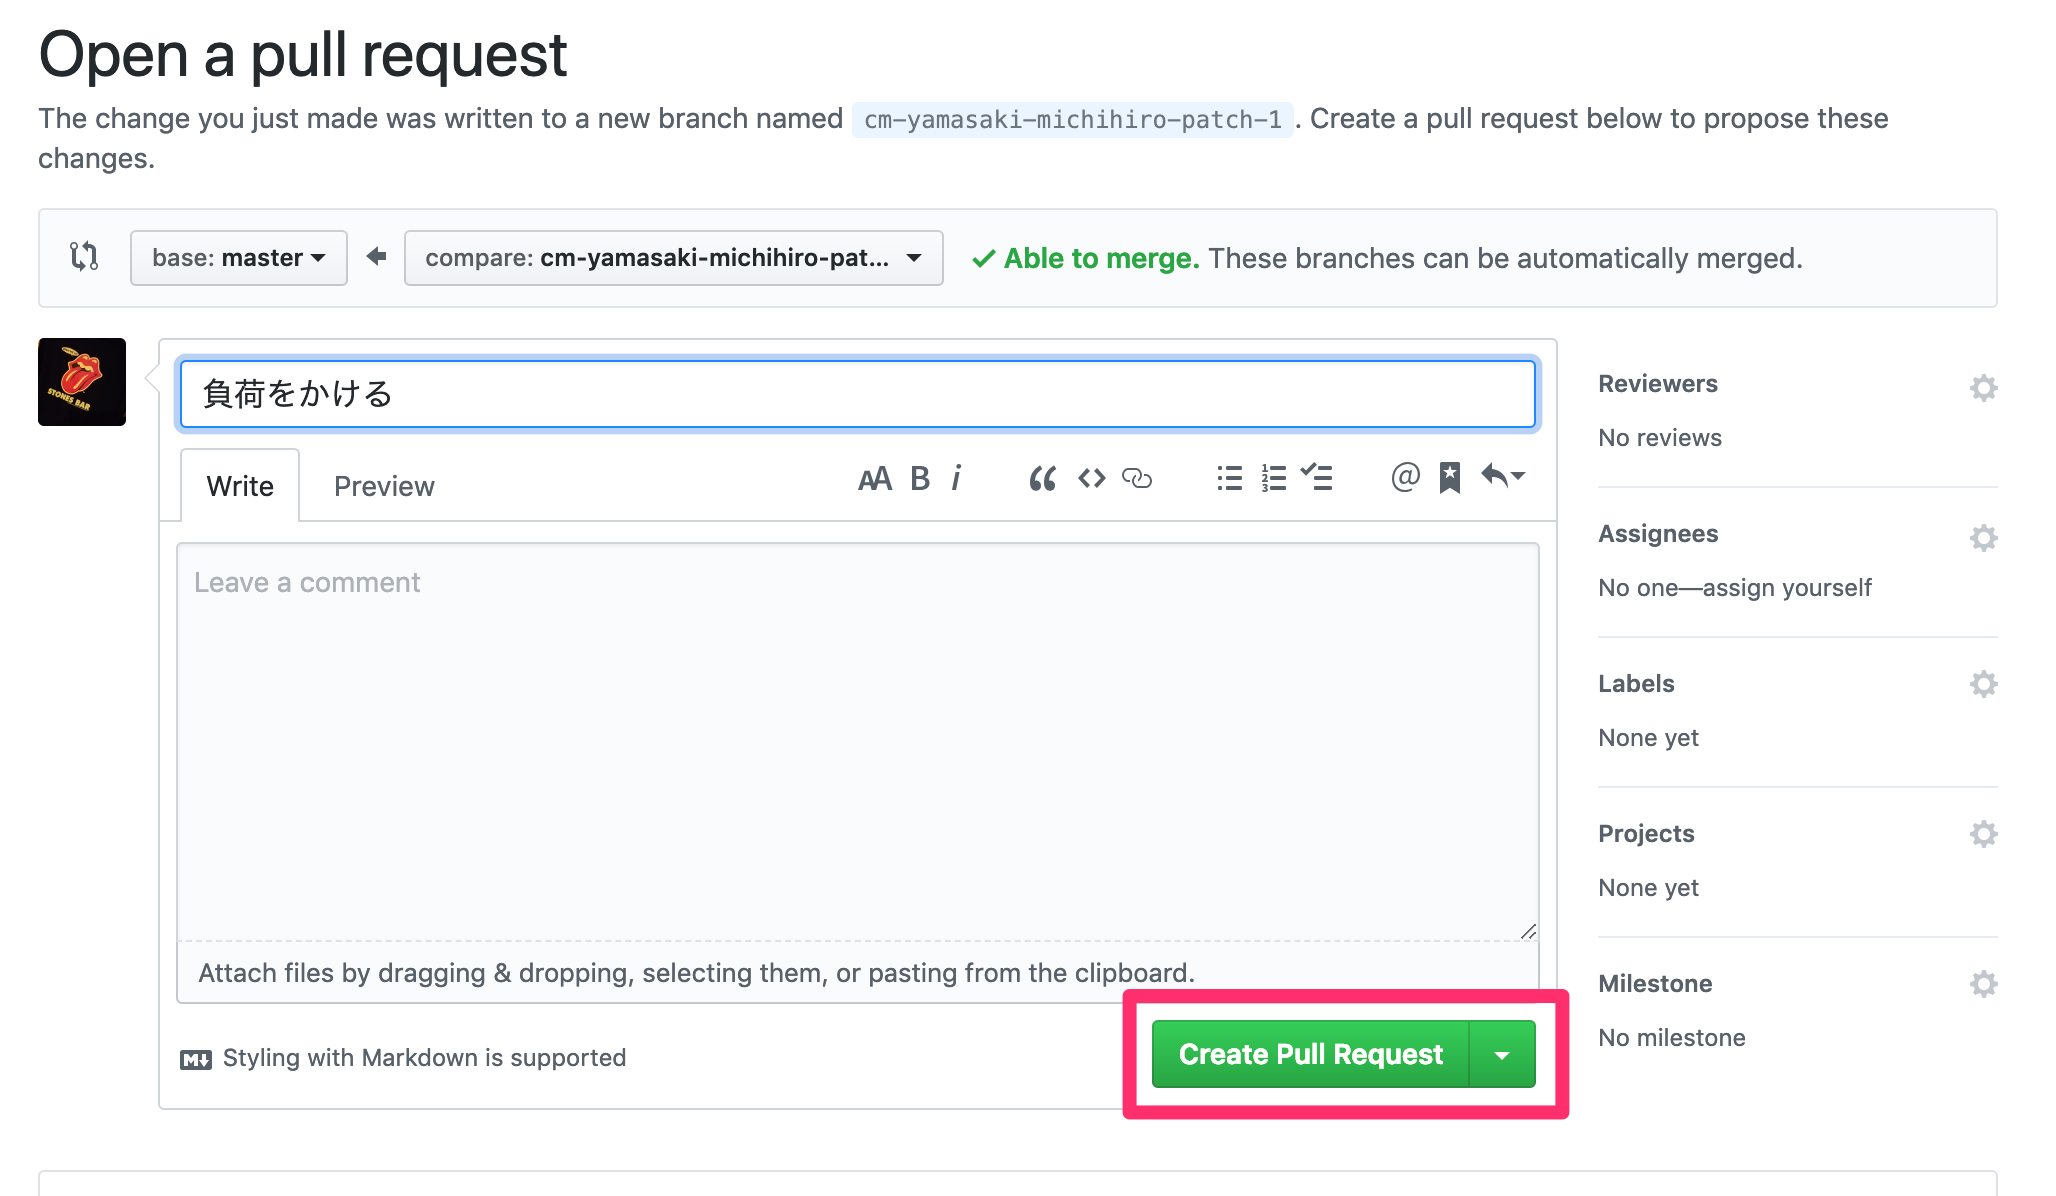 Open a pull request
The change you just made was written to a new branch named cm-yamasaki-michihiro-patch-1. Create a pull request below to propose these
changes.
base: master
compare: cm-yamasaki-michihiro-pat...
Able to merge. These branches can be automatically merged.
STONES BAR
負荷をかける
Write
Preview
AA B i
Leave a comment
Attach files by dragging & dropping, selecting them, or pasting from the clipboard.
Styling with Markdown is supported
Create Pull Request
Reviewers
No reviews
Assignees
No one—assign yourself
Labels
None yet
Projects
None yet
Milestone
No milestone